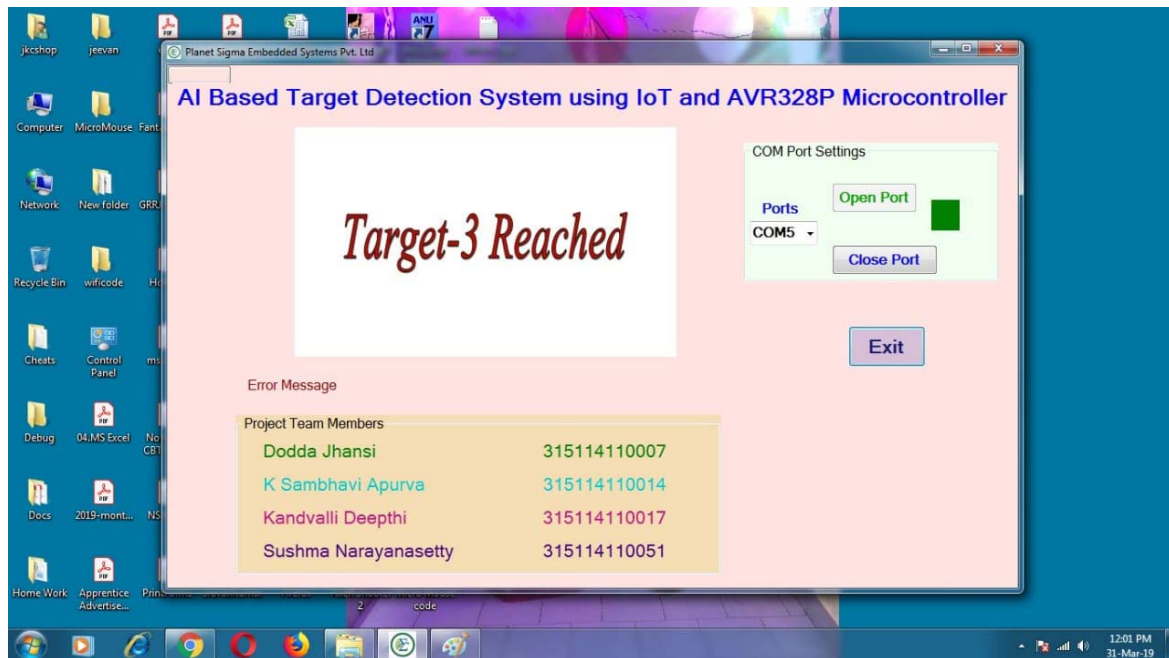 jkcshop
jeevan
Computer
MicroMouse
Network
New folder
Recycle Bin
wificode
Cheats
Control
Panel
Debug
04.MS Excel
Docs
2019-mont...
Home Work
Apprentice
Advertise...
ANU
7
Planet Sigma Embedded Systems Pvt. Ltd
AI Based Target Detection System using IoT and AVR328P Microcontroller
Target-3 Reached
COM Port Settings
Ports
COM5
Open Port
Close Port
Exit
Error Message
Project Team Members
Dodda Jhansi 315114110007
K Sambhavi Apurva 315114110014
Kandvalli Deepthi 315114110017
Sushma Narayanasetty 315114110051
2
code
12:01 PM
31-Mar-19